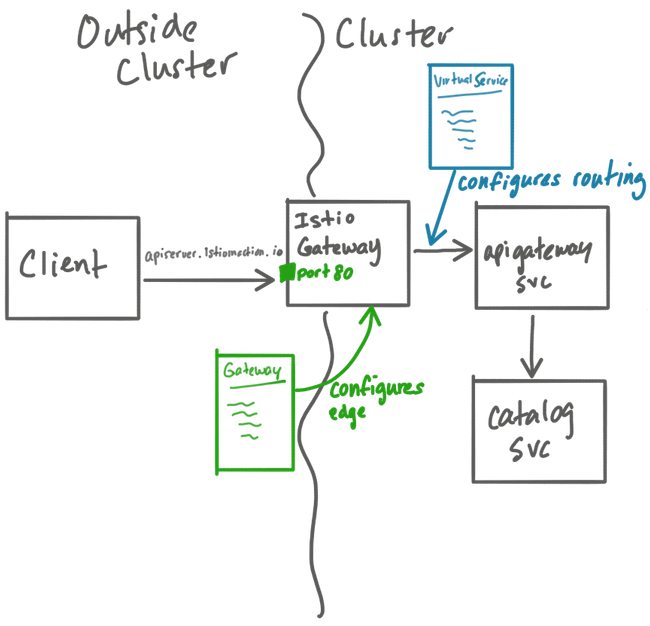 Outside
Cluster
Cluster
Virtual Service
configures routing
Client
apiserver.istioinaction.io
Istio
Gateway
port 80
apigateway
svc
Gateway
configures
edge
catalog
svc